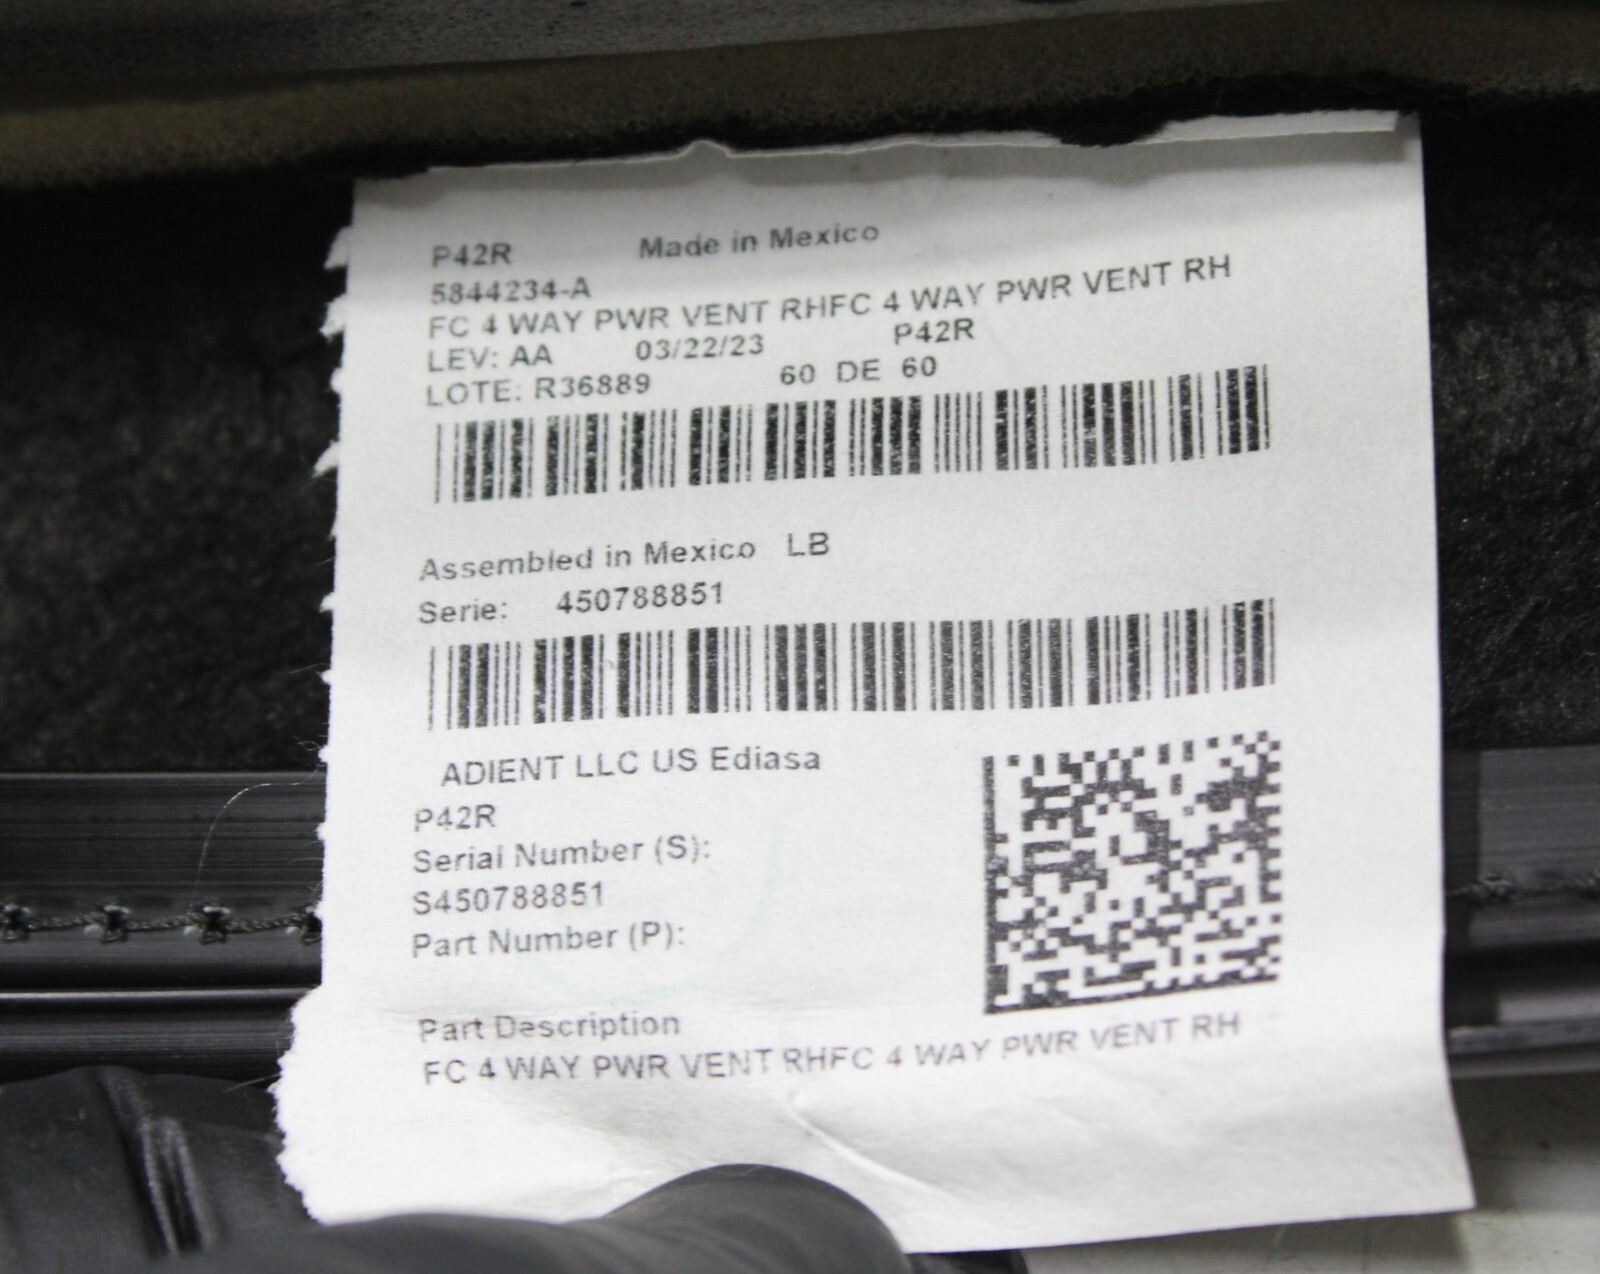 P42R Made in Mexico
5844234-A
FC 4 WAY PWR VENT RHFC 4 WAY PWR VENT RH
LEV: AA 03/22/23 P42R
LOTE: R36889 60 DE 60
Assembled in Mexico LB
Serie: 450788851
ADIENT LLC US Ediasa
P42R
Serial Number (S):
S450788851
Part Number (P):
Part Description
FC 4 WAY PWR VENT RHFC 4 WAY PWR VENT RH